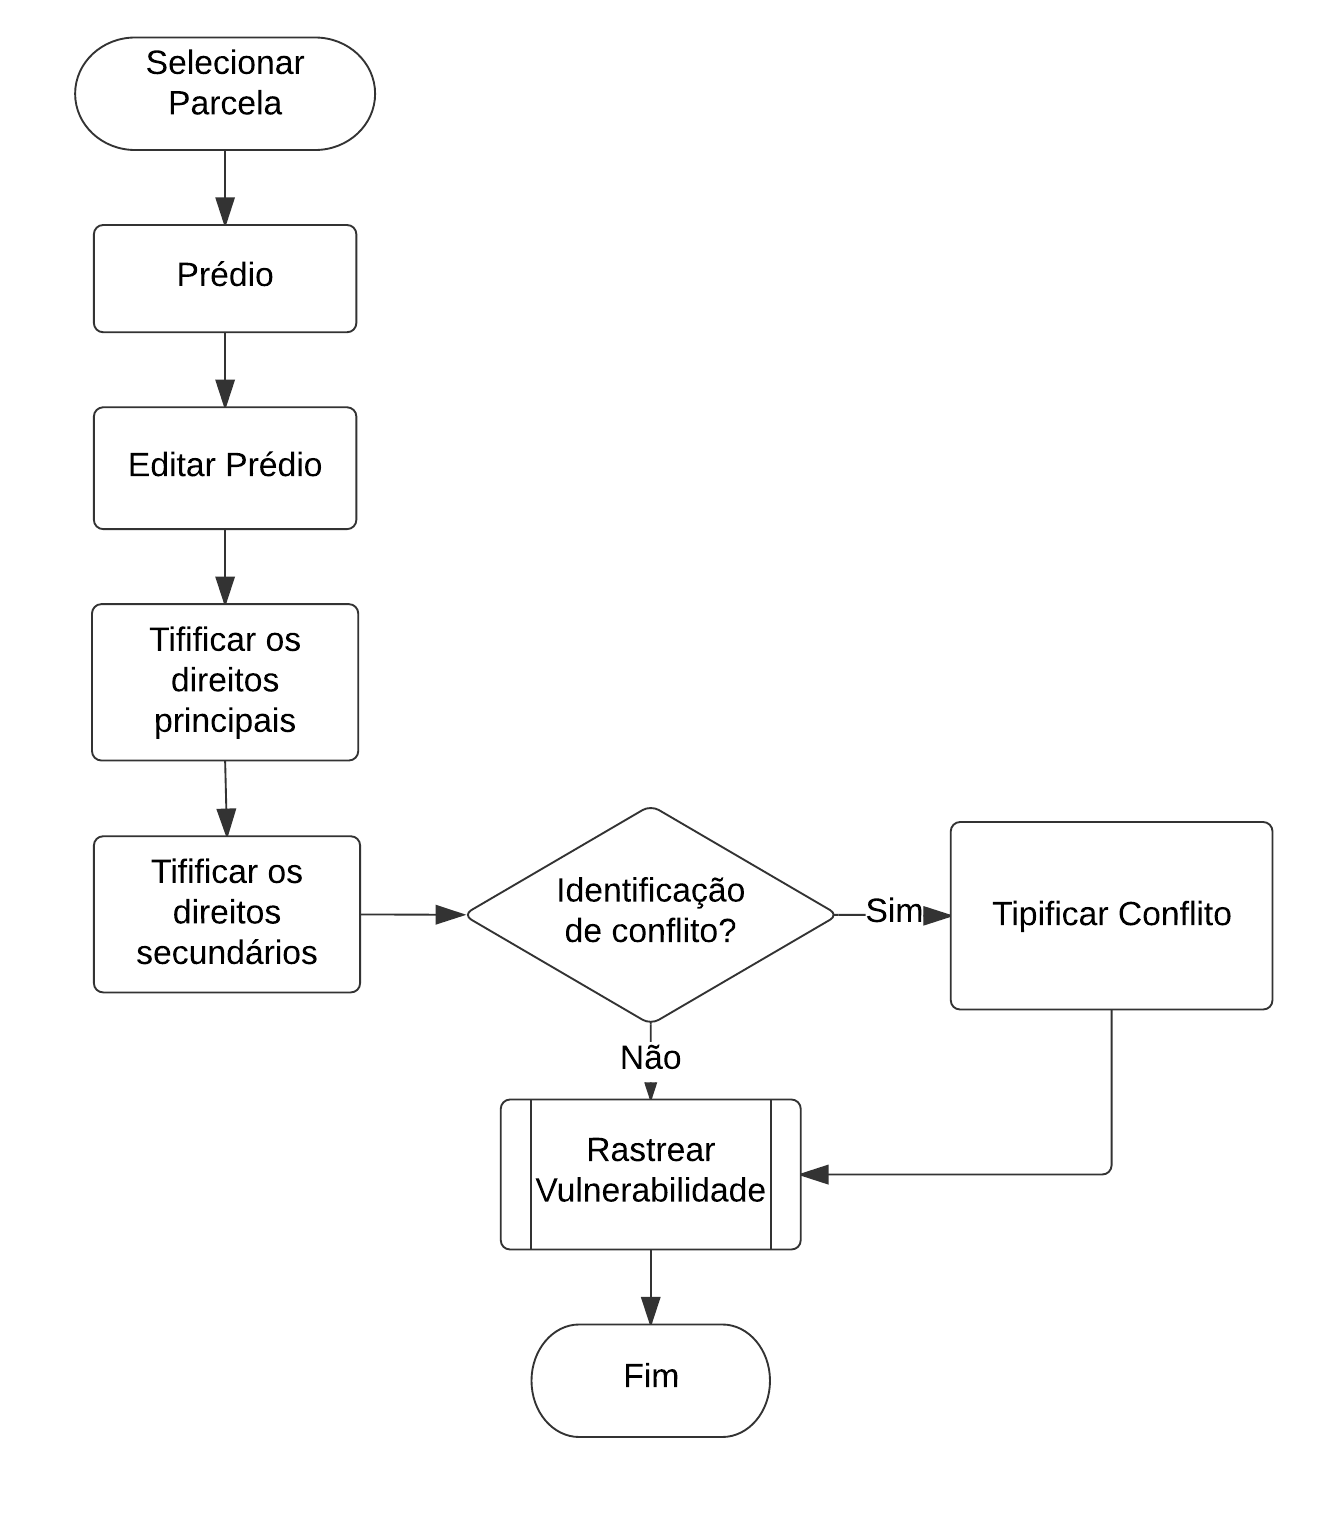 Selecionar
Parcela
Prédio
Editar Prédio
Tifificar os
direitos
principais
Tifificar os
direitos
secundários
Identificação
de conflito?
Sim
Tipificar Conflito
Não
Rastrear
Vulnerabilidade
Fim